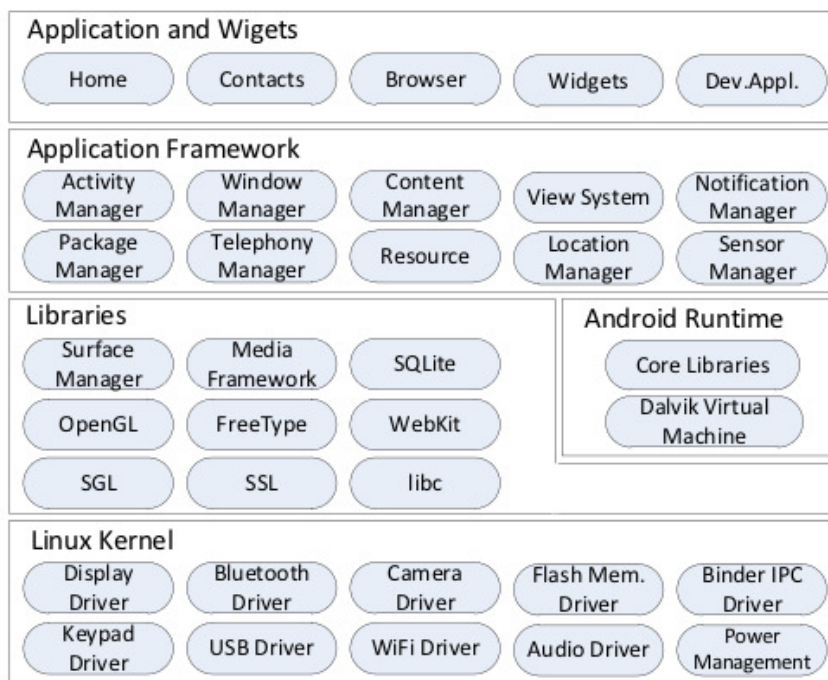 Application and Wigets
Home
Contacts
Browser
Widgets
Dev.Appl.
Application Framework
Activity
Manager
Window
Manager
Content
Manager
View System
Notification
Manager
Package
Manager
Telephony
Manager
Resource
Location
Manager
Sensor
Manager
Libraries
Surface
Manager
Media
Framework
SQLite
OpenGL
FreeType
WebKit
SGL
SSL
libc
Android Runtime
Core Libraries
Dalvik Virtual
Machine
Linux Kernel
Display
Driver
Bluetooth
Driver
Camera
Driver
Flash Mem.
Driver
Binder IPC
Driver
Keypad
Driver
USB Driver
WiFi Driver
Audio Driver
Power
Management